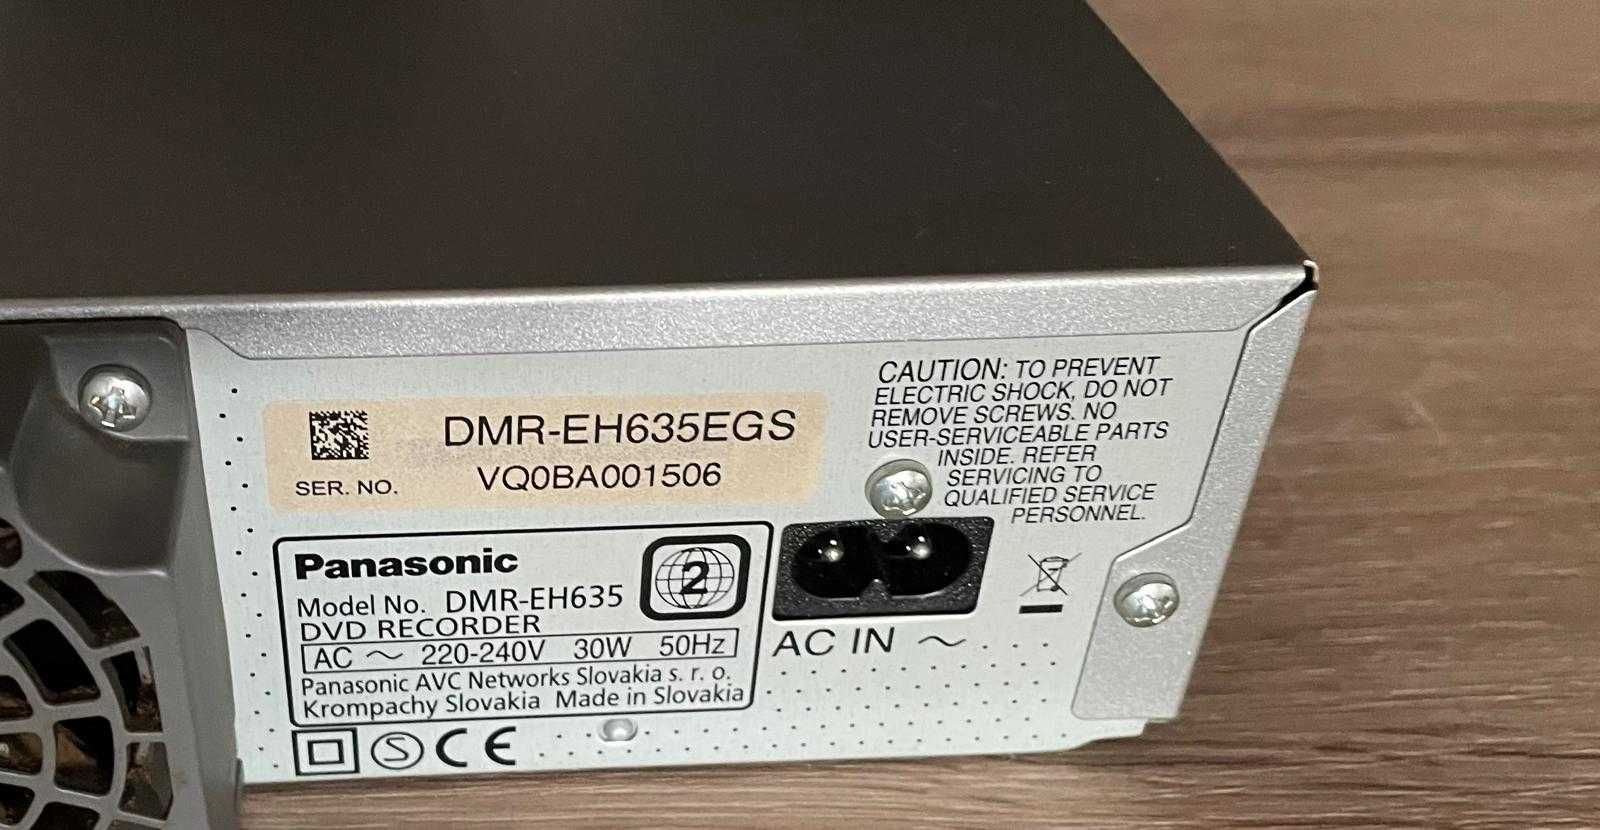 DMR-EH635EGS
SER. NO. VQ0BA001506
CAUTION: TO PREVENT
ELECTRIC SHOCK, DO NOT
REMOVE SCREWS. NO
USER-SERVICEABLE PARTS
INSIDE. REFER
SERVICING TO
QUALIFIED SERVICE
PERSONNEL.
Panasonic
2
Model No. DMR-EH635
DVD RECORDER
AC ~ 220-240V 30W 50Hz
Panasonic AVC Networks Slovakia s. r. o.
Krompachy Slovakia Made in Slovakia
AC IN ~
S CE